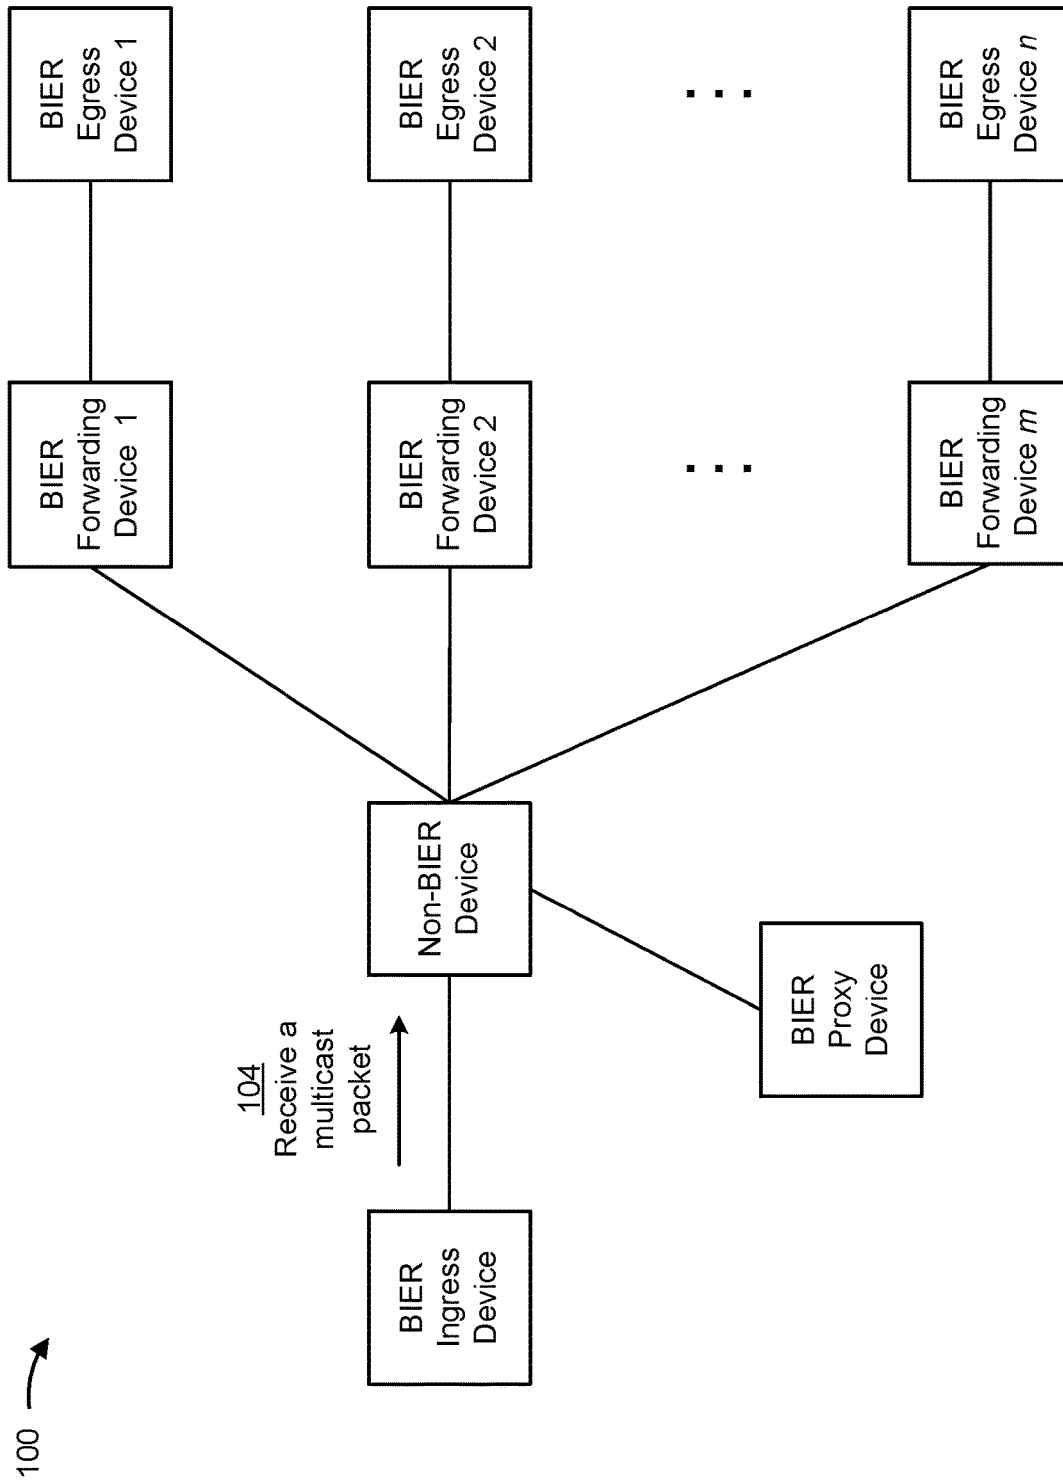 100
BIER
Ingress
Device
104
Receive a
multicast
packet
Non-BIER
Device
BIER
Proxy
Device
BIER
Forwarding
Device 1
BIER
Forwarding
Device 2
. . .
BIER
Forwarding
Device m
BIER
Egress
Device 1
BIER
Egress
Device 2
. . .
BIER
Egress
Device n